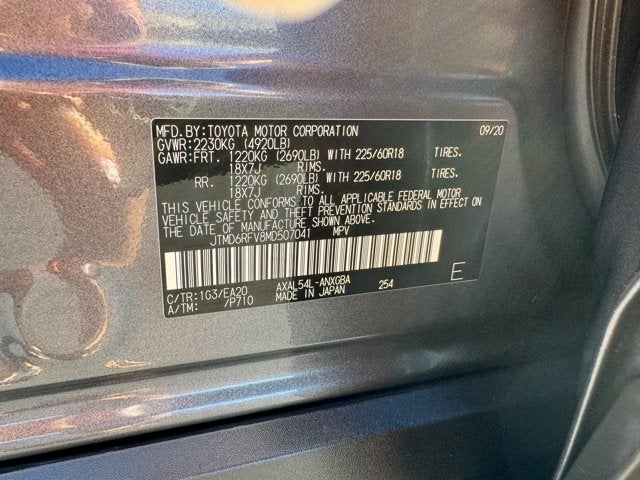 MFD.BY:TOYOTA MOTOR CORPORATION 09/20
GVWR:2230KG (4920LB)
GAWR:FRT. 1220KG (2690LB) WITH 225/60R18 TIRES.
18X7J RIMS.
RR. 1220KG (2690LB) WITH 225/60R18 TIRES.
18X7J RIMS.
THIS VEHICLE CONFORMS TO ALL APPLICABLE FEDERAL MOTOR
VEHICLE SAFETY AND THEFT PREVENTION STANDARDS IN EFFECT ON
THE DATE OF MANUFACTURE SHOWN ABOVE.
JTMD6RFV8MD507041 MPV
C/TR:1G3/EA20 AXAL54L-ANXGBA 254 E
A/TM: /P710 MADE IN JAPAN